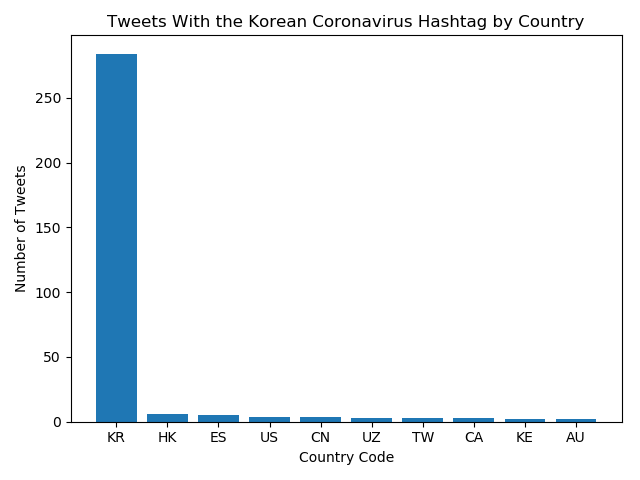 Tweets With the Korean Coronavirus Hashtag by Country
250
200
150
100
50
0
Number of Tweets
KR HK ES US CN UZ TW CA KE AU
Country Code